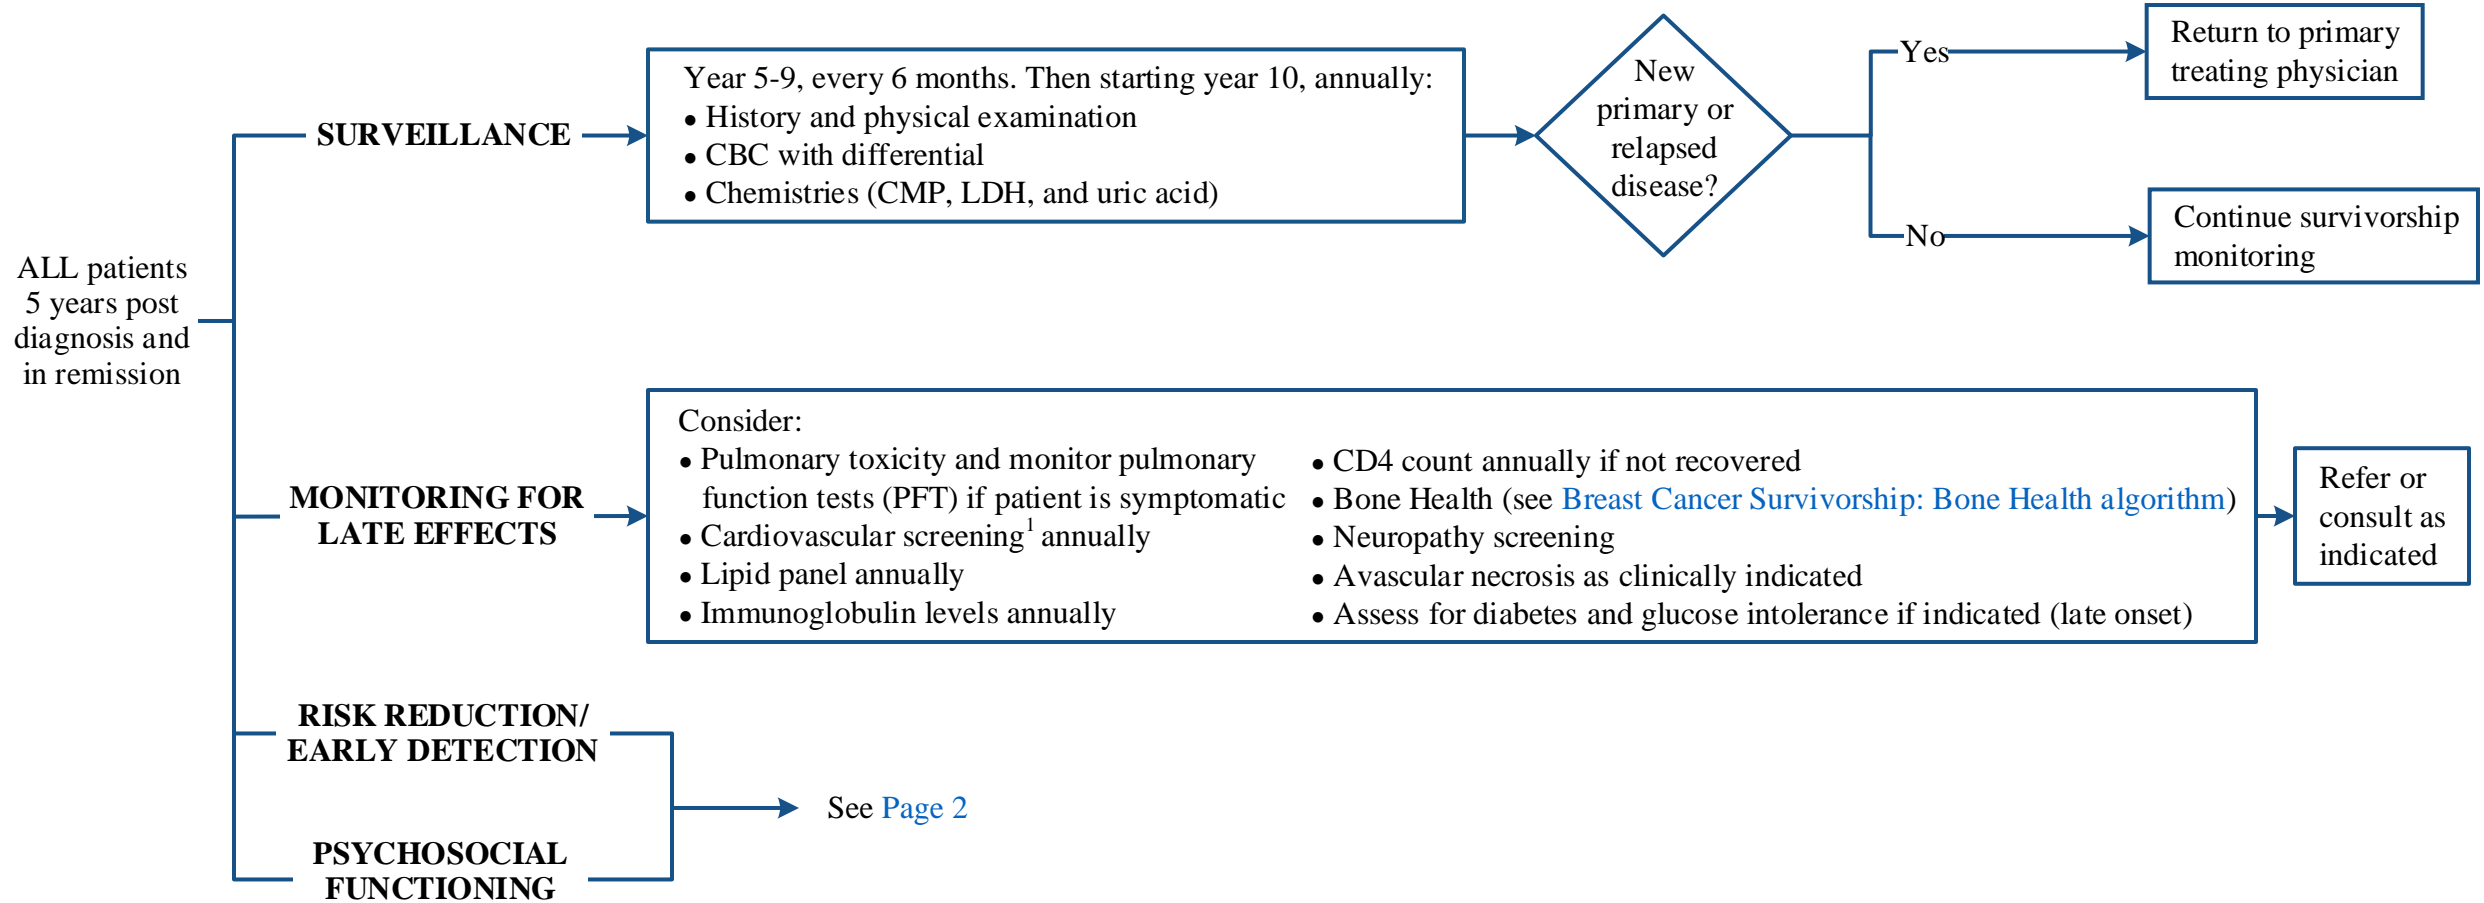 ALL patients
5 years post
diagnosis and
in remission
SURVEILLANCE
Year 5-9, every 6 months. Then starting year 10, annually:
● History and physical examination
● CBC with differential
● Chemistries (CMP, LDH, and uric acid)
New
primary or
relapsed
disease?
Yes
Return to primary
treating physician
No
Continue survivorship
monitoring
MONITORING FOR
LATE EFFECTS
Consider:
● Pulmonary toxicity and monitor pulmonary
function tests (PFT) if patient is symptomatic
● Cardiovascular screening¹ annually
● Lipid panel annually
● Immunoglobulin levels annually
● CD4 count annually if not recovered
● Bone Health (see Breast Cancer Survivorship: Bone Health algorithm)
● Neuropathy screening
● Avascular necrosis as clinically indicated
● Assess for diabetes and glucose intolerance if indicated (late onset)
Refer or
consult as
indicated
RISK REDUCTION/
EARLY DETECTION
PSYCHOSOCIAL
FUNCTIONING
See Page 2